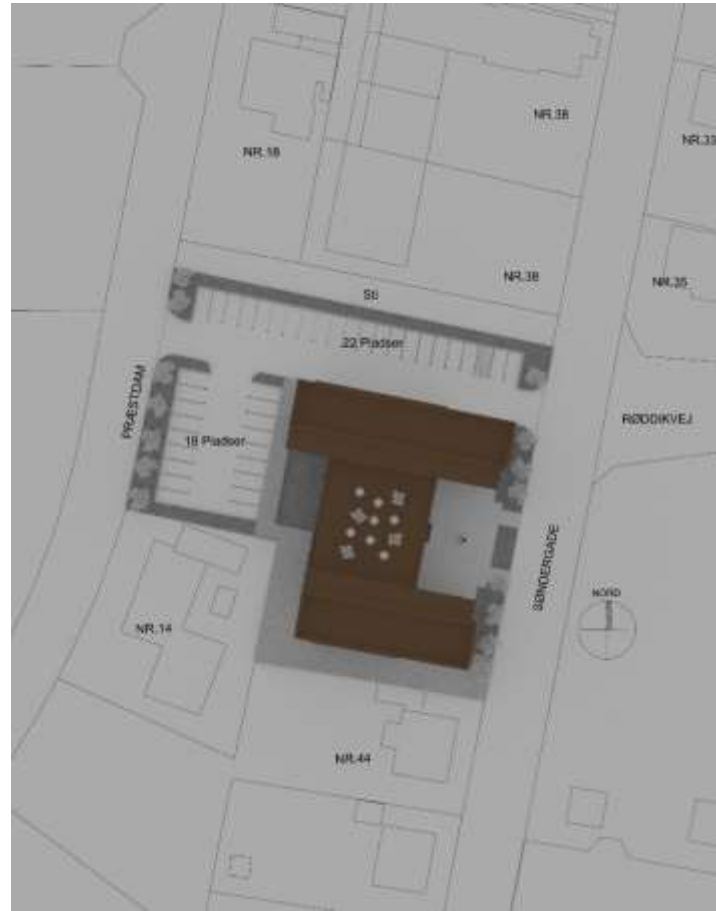 NR.38
NR.33
NR.18
NR.38
NR.35
Sti
22 Pladser
PRÆSTDAM
RØDDIKVEJ
18 Pladser
SØNDERGADE
NORD
NR.14
NR.44